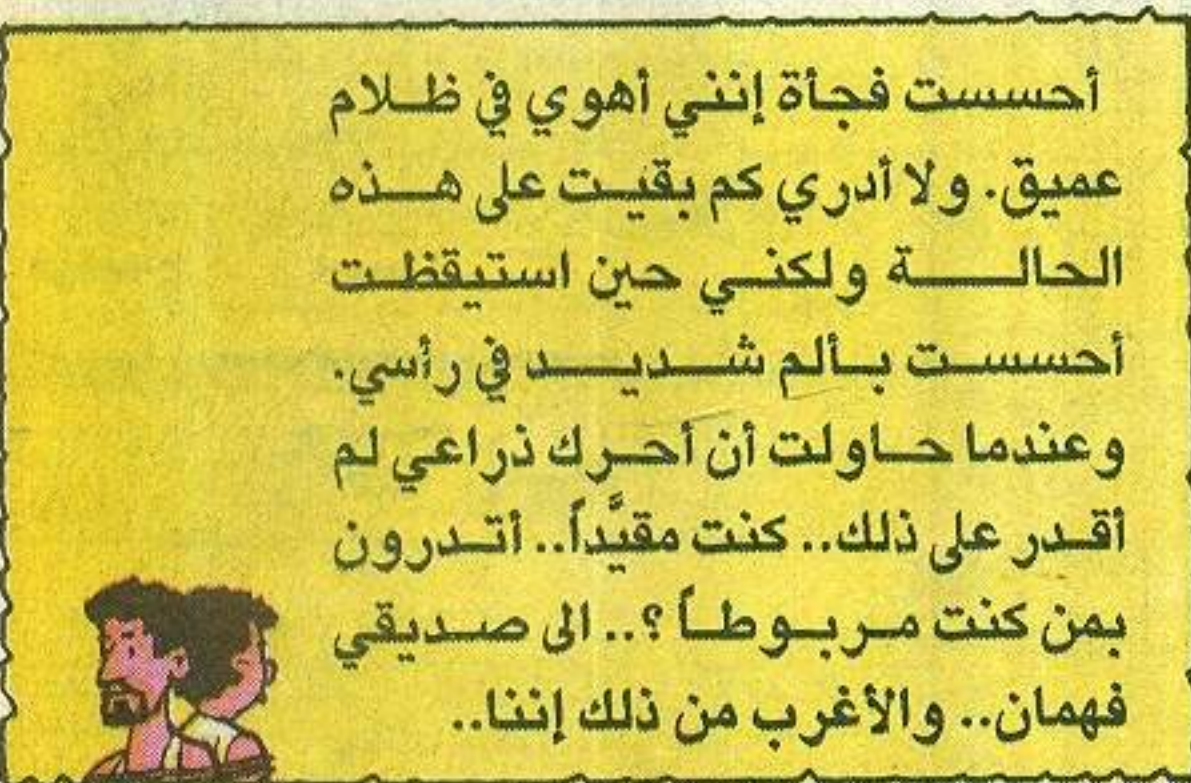 أحسست فجأة إنني أهوي في ظلام
عميق. ولا أدري كم بقيت على هذه
الحالة ولكني حين استيقظت
أحسست بألم شديد في رأسي.
وعندما حاولت أن أحرك ذراعي لم
أقدر على ذلك.. كنت مقيَّداً.. أتدرون
بمن كنت مربوطاً؟.. الى صديقي
فهمان.. والأغرب من ذلك إننا..